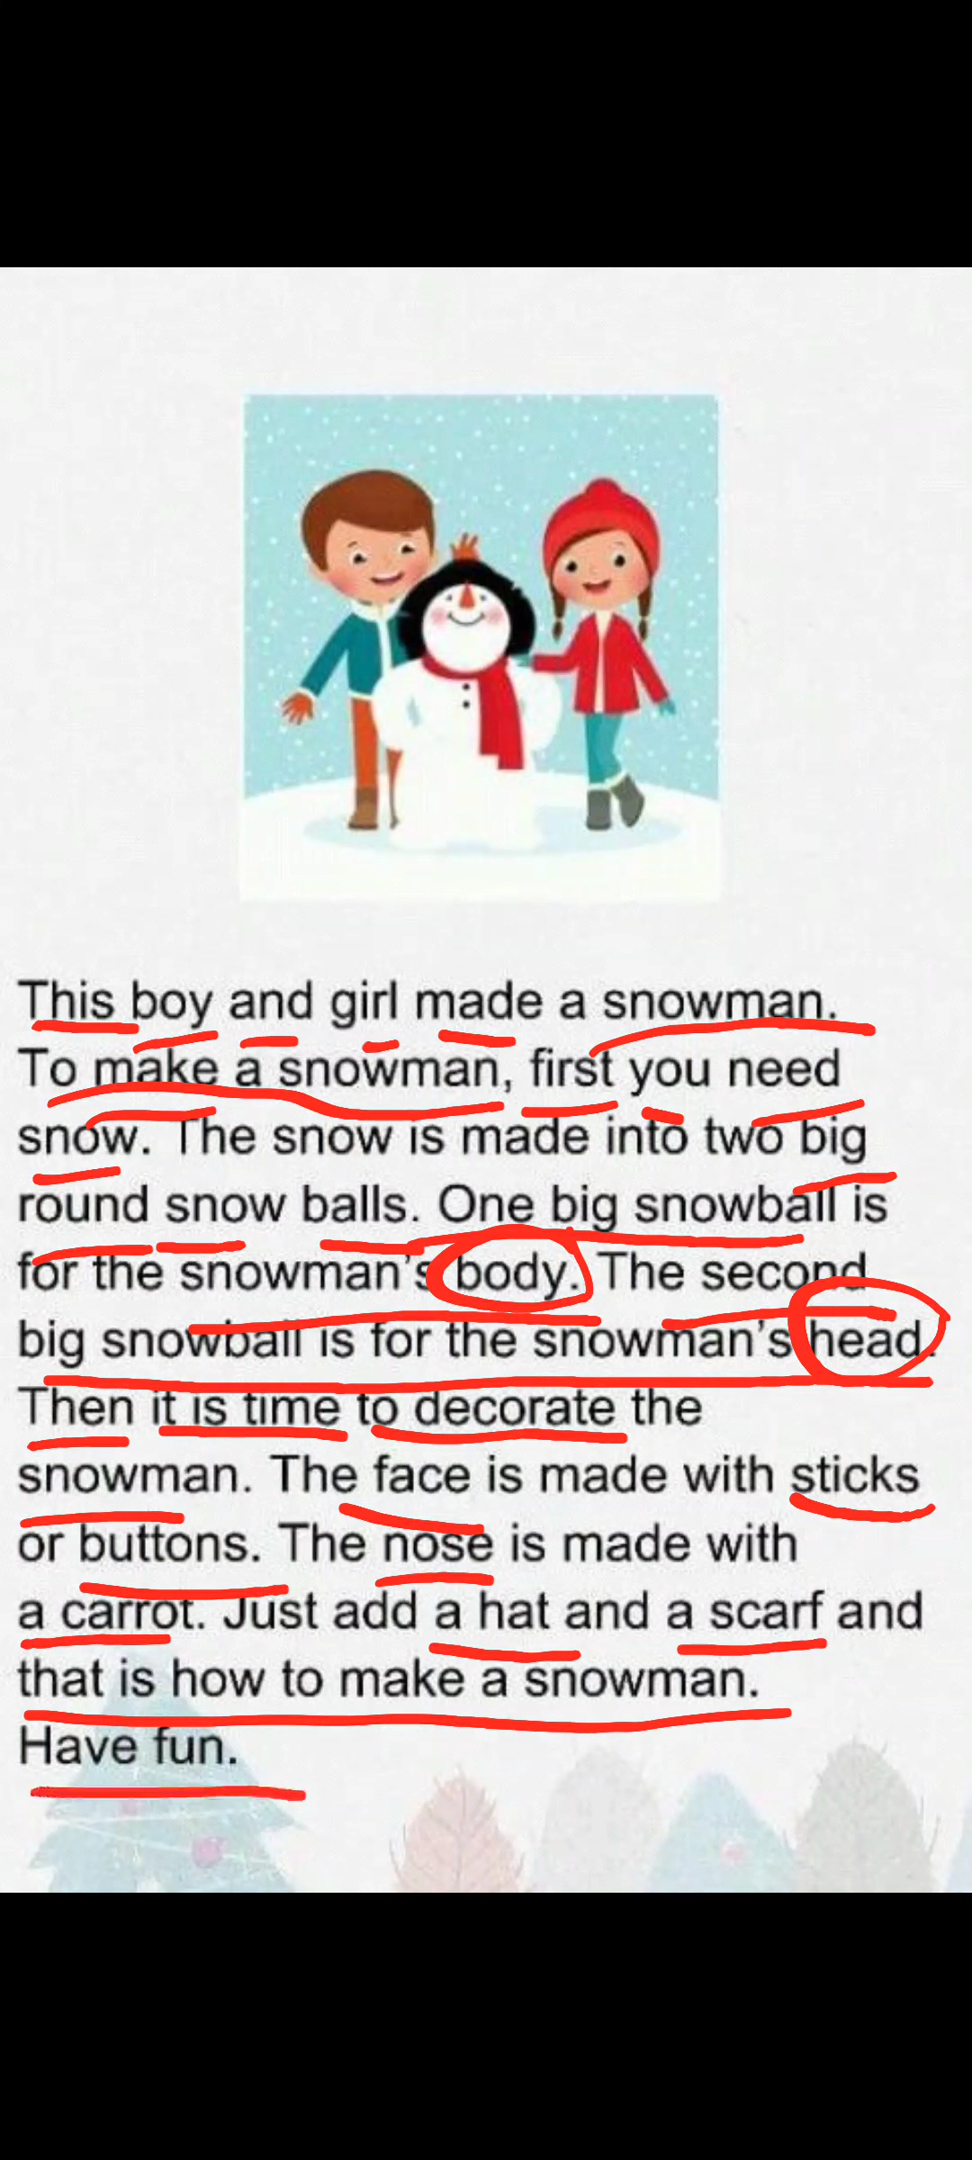 This boy and girl made a snowman.
To make a snowman, first you need
snow. The snow is made into two big
round snow balls. One big snowball is
for the snowman's body. The second
big snowball is for the snowman's head.
Then it is time to decorate the
snowman. The face is made with sticks
or buttons. The nose is made with
a carrot. Just add a hat and a scarf and
that is how to make a snowman.
Have fun.